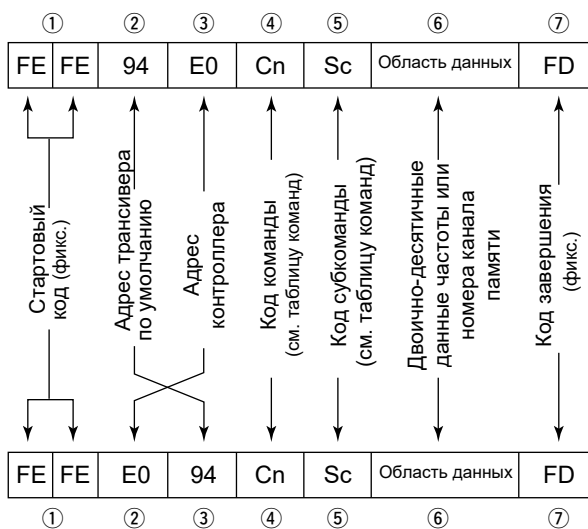 ① ② ③ ④ ⑤ ⑥ ⑦
FE FE 94 E0 Cn Sc Область данных FD
Стартовый
код (фикс.)
Адрес трансивера
по умолчанию
Адрес
контроллера
Код команды
(см. таблицу команд)
Код субкоманды
(см. таблицу команд)
Двоично-десятичные
данные частоты или
номера канала
памяти
Код завершения
(фикс.)
FE FE E0 94 Cn Sc Область данных FD
① ② ③ ④ ⑤ ⑥ ⑦